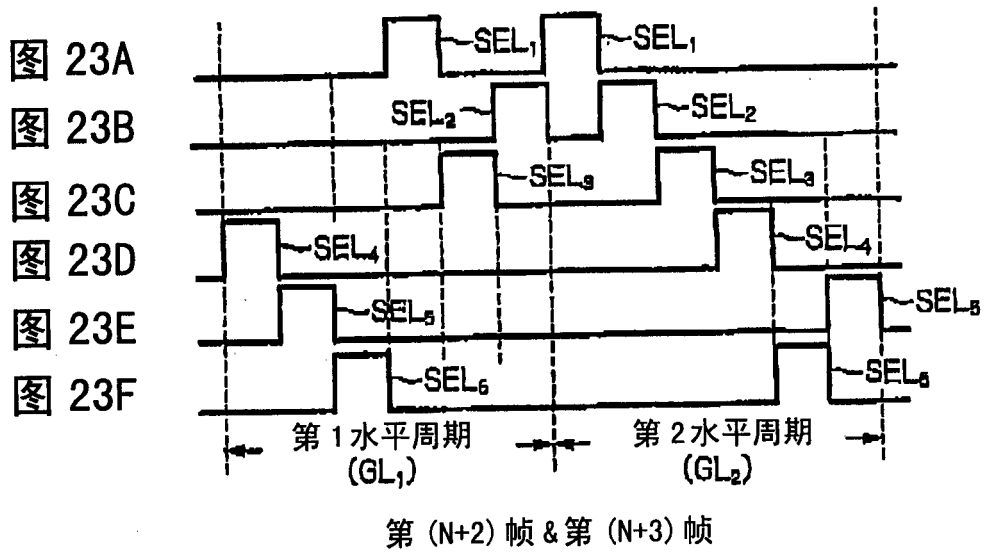 图 23A SEL₁ SEL₁
图 23B SEL₂ SEL₂
图 23C SEL₃ SEL₃
图 23D SEL₄ SEL₄
图 23E SEL₅ SEL₅
图 23F SEL₆ SEL₆
第1水平周期 第2水平周期
(GL₁) (GL₂)
第 (N+2) 帧 & 第 (N+3) 帧